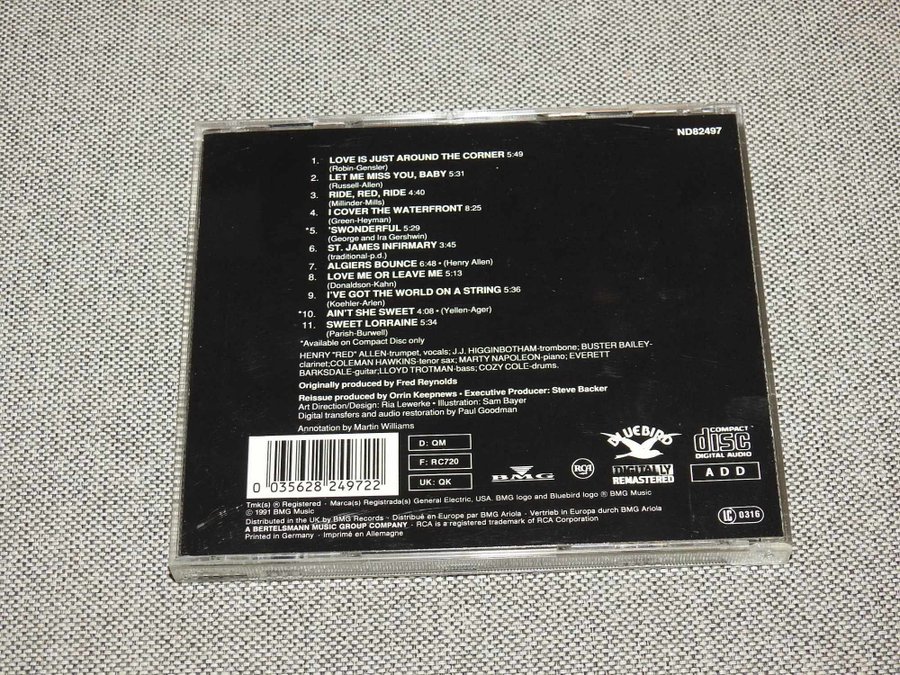 ND82497
1. LOVE IS JUST AROUND THE CORNER 5:49
(Robin-Gensler)
2. LET ME MISS YOU, BABY 5:31
(Russell-Allen)
3. RIDE, RED, RIDE 4:40
(Millinder-Mills)
4. I COVER THE WATERFRONT 8:25
(Green-Heyman)
*5. 'SWONDERFUL 5:29
(George and Ira Gershwin)
6. ST. JAMES INFIRMARY 3:45
(traditional-p.d.)
7. ALGIERS BOUNCE 6:48 • (Henry Allen)
8. LOVE ME OR LEAVE ME 5:13
(Donaldson-Kahn)
9. I'VE GOT THE WORLD ON A STRING 5:36
(Koehler-Arlen)
*10. AIN'T SHE SWEET 4:08 • (Yellen-Ager)
11. SWEET LORRAINE 5:34
(Parish-Burwell)
*Available on Compact Disc only
HENRY "RED" ALLEN-trumpet, vocals; J.J. HIGGINBOTHAM-trombone; BUSTER BAILEY-
clarinet;COLEMAN HAWKINS-tenor sax; MARTY NAPOLEON-piano; EVERETT
BARKSDALE-guitar;LLOYD TROTMAN-bass; COZY COLE-drums.
Originally produced by Fred Reynolds
Reissue produced by Orrin Keepnews • Executive Producer: Steve Backer
Art Direction/Design: Ria Lewerke • Illustration: Sam Bayer
Digital transfers and audio restoration by Paul Goodman
Annotation by Martin Williams
0 035628 249722
D: QM
F: RC720
UK: QK
BMG
RCA
BLUEBIRD
DIGITALLY
REMASTERED
COMPACT
disc
DIGITAL AUDIO
A D D
Tmk(s) ® Registered · Marca(s) Registrada(s) General Electric, USA. BMG logo and Bluebird logo ® BMG Music
© 1991 BMG Music
Distributed in the UK by BMG Records · Distribué en Europe par BMG Ariola · Vertrieb in Europa durch BMG Ariola
A BERTELSMANN MUSIC GROUP COMPANY · RCA is a registered trademark of RCA Corporation
Printed in Germany · Imprimé en Allemagne
LC 0316